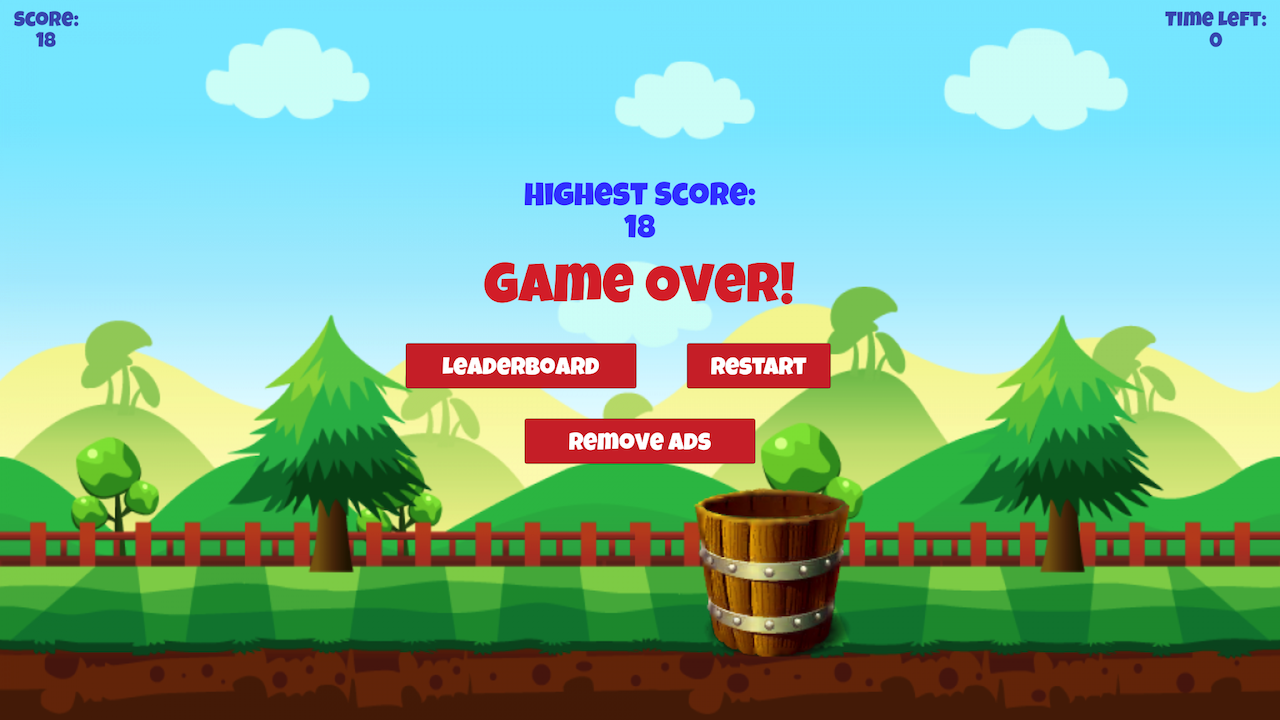 Score:
18
Time Left:
0
Highest Score:
18
Game Over!
Leaderboard
Restart
Remove Ads